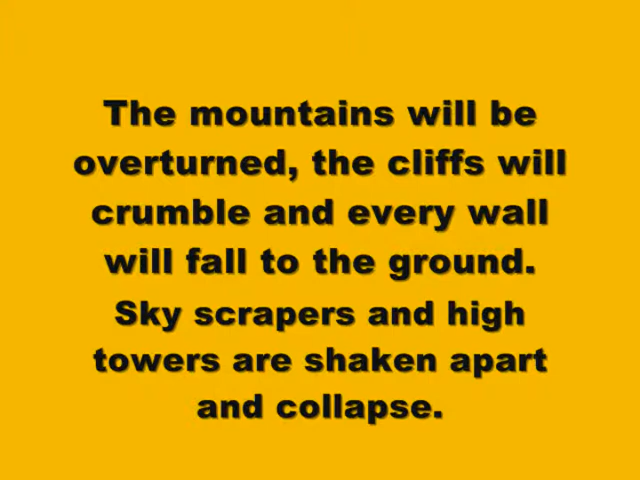 The mountains will be
overturned, the cliffs will
crumble and every wall
will fall to the ground.
Sky scrapers and high
towers are shaken apart
and collapse.